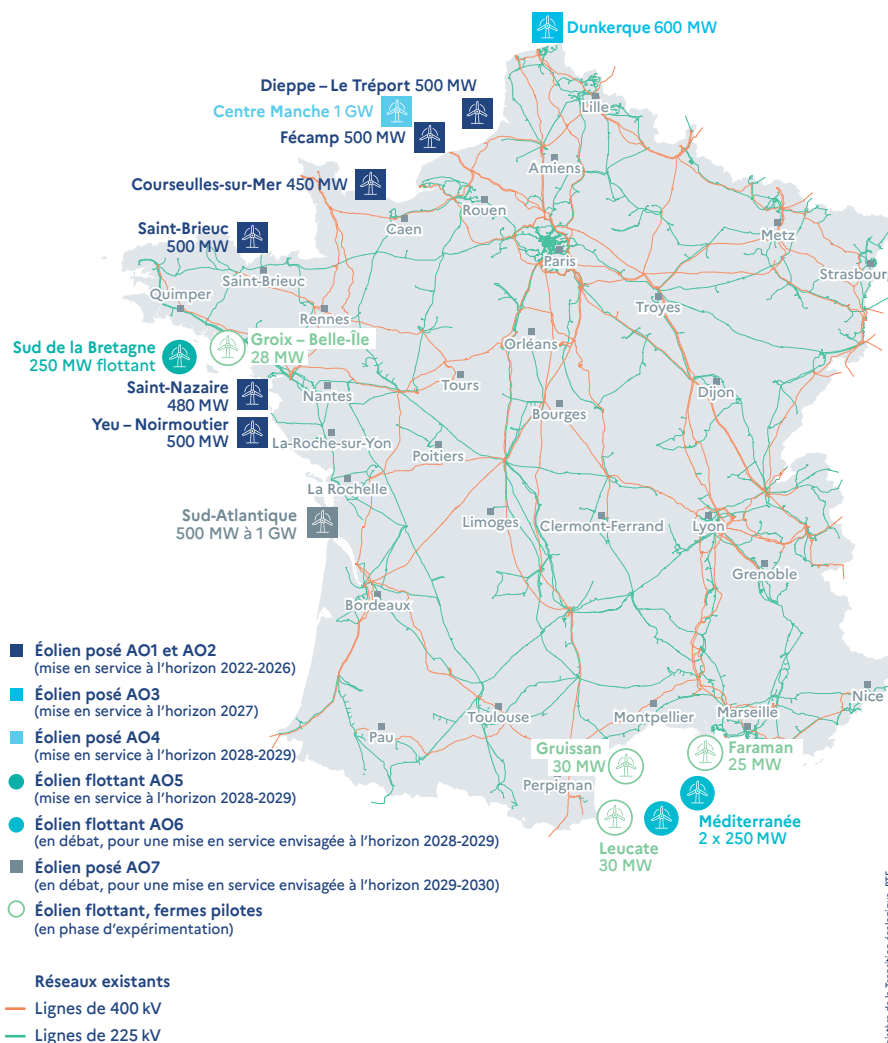 Dunkerque 600 MW
Dieppe – Le Tréport 500 MW
Centre Manche 1 GW
Fécamp 500 MW
Lille
Amiens
Courseulles-sur-Mer 450 MW
Rouen
Caen
Metz
Saint-Brieuc
500 MW
Paris
Strasbourg
Saint-Brieuc
Quimper
Troyes
Rennes
Orléans
Groix – Belle-Île
28 MW
Sud de la Bretagne
250 MW flottant
Tours
Dijon
Saint-Nazaire
480 MW
Nantes
Bourges
Yeu – Noirmoutier
500 MW
La-Roche-sur-Yon
Poitiers
La Rochelle
Sud-Atlantique
500 MW à 1 GW
Limoges
Clermont-Ferrand
Lyon
Grenoble
Bordeaux
Éolien posé AO1 et AO2
(mise en service à l’horizon 2022-2026)
Éolien posé AO3
(mise en service à l’horizon 2027)
Éolien posé AO4
(mise en service à l’horizon 2028-2029)
Éolien flottant AO5
(mise en service à l’horizon 2028-2029)
Éolien flottant AO6
(en débat, pour une mise en service envisagée à l’horizon 2028-2029)
Éolien posé AO7
(en débat, pour une mise en service envisagée à l’horizon 2029-2030)
Éolien flottant, fermes pilotes
(en phase d’expérimentation)
Nice
Toulouse
Montpellier
Marseille
Pau
Gruissan
30 MW
Faraman
25 MW
Perpignan
Méditerranée
2 x 250 MW
Leucate
30 MW
Réseaux existants
Lignes de 400 kV
Lignes de 225 kV
de la Transition écologique